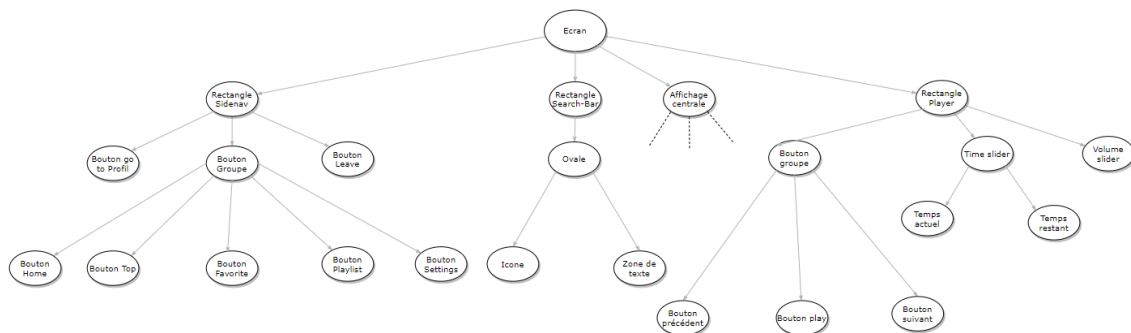 Ecran
Rectangle
Sidenav
Rectangle
Search-Bar
Affichage
centrale
Rectangle
Player
Bouton go
to Profil
Bouton
Groupe
Bouton
Leave
Ovale
Bouton
groupe
Time slider
Volume
slider
Temps
actuel
Temps
restant
Bouton
Home
Bouton Top
Bouton
Favorite
Bouton
Playlist
Bouton
Settings
Icone
Zone de
texte
Bouton
précédent
Bouton play
Bouton
suivant